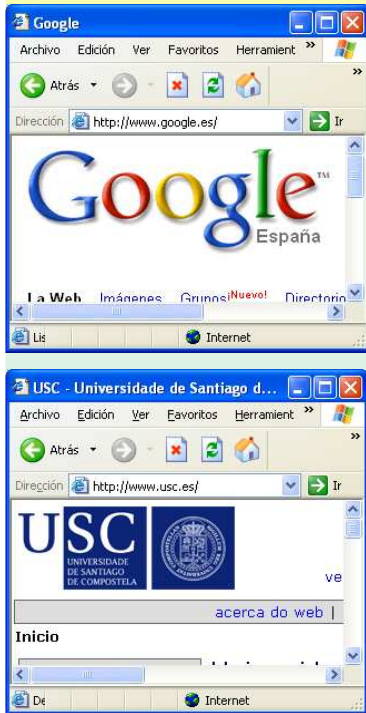 Google
Archivo Edición Ver Favoritos Herramient »
Atrás »
Dirección http://www.google.es/ Ir
Google™
España
La Web Imágenes Grupos¡Nuevo! Directorio
Lis Internet
USC - Universidade de Santiago d...
Archivo Edición Ver Favoritos Herramient »
Atrás »
Dirección http://www.usc.es/ Ir
USC
UNIVERSIDADE
DE SANTIAGO
DE COMPOSTELA
ve
acerca do web |
Inicio
Internet